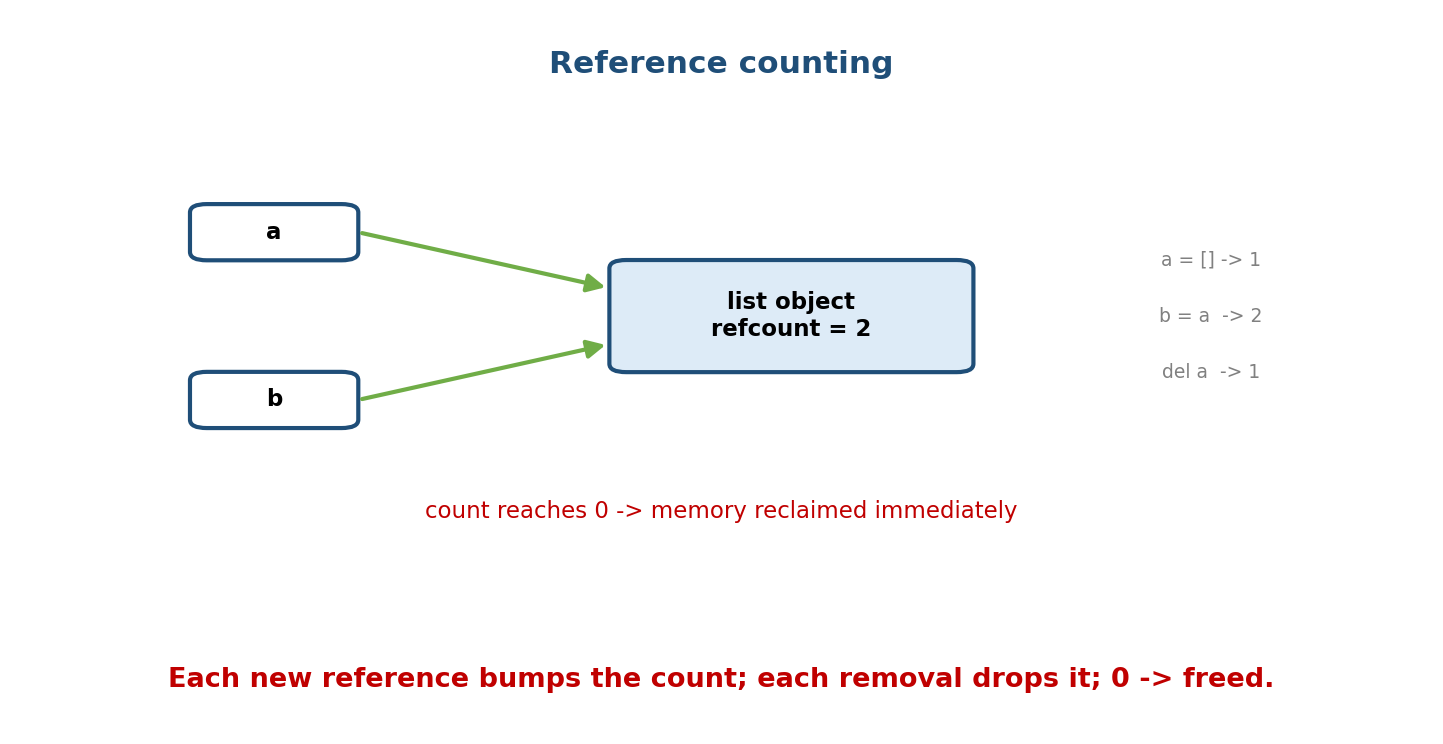 Reference counting
a
b
list object
refcount = 2
a = [] -> 1
b = a  -> 2
del a  -> 1
count reaches 0 -> memory reclaimed immediately
Each new reference bumps the count; each removal drops it; 0 -> freed.